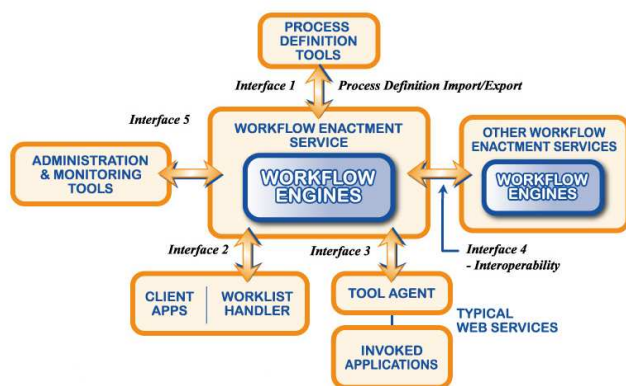 PROCESS
DEFINITION
TOOLS
Interface 1
Process Definition Import/Export
Interface 5
WORKFLOW ENACTMENT
SERVICE
WORKFLOW
ENGINES
OTHER WORKFLOW
ENACTMENT SERVICES
WORKFLOW
ENGINES
ADMINISTRATION
& MONITORING
TOOLS
Interface 2
Interface 3
Interface 4
- Interoperability
CLIENT
APPS
WORKLIST
HANDLER
TOOL AGENT
TYPICAL
WEB SERVICES
INVOKED
APPLICATIONS